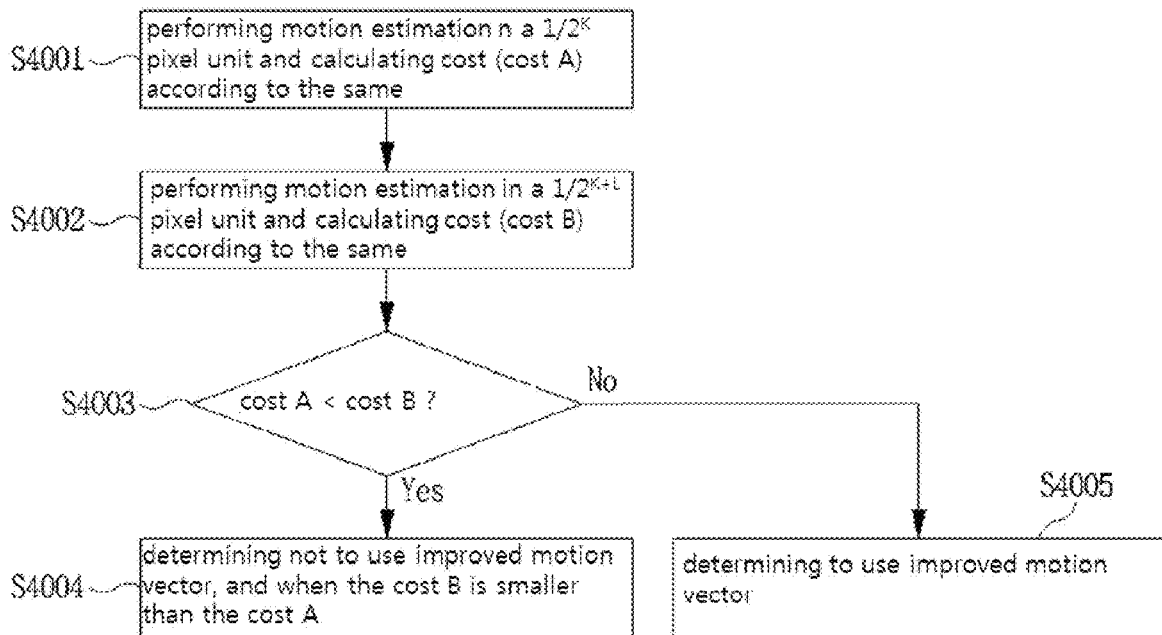 S4001
performing motion estimation n a 1/2^K
pixel unit and calculating cost (cost A)
according to the same
S4002
performing motion estimation in a 1/2^K+L
pixel unit and calculating cost (cost B)
according to the same
S4003
cost A < cost B ?
No
Yes
S4004
determining not to use improved motion
vector, and when the cost B is smaller
than the cost A
S4005
determining to use improved motion
vector